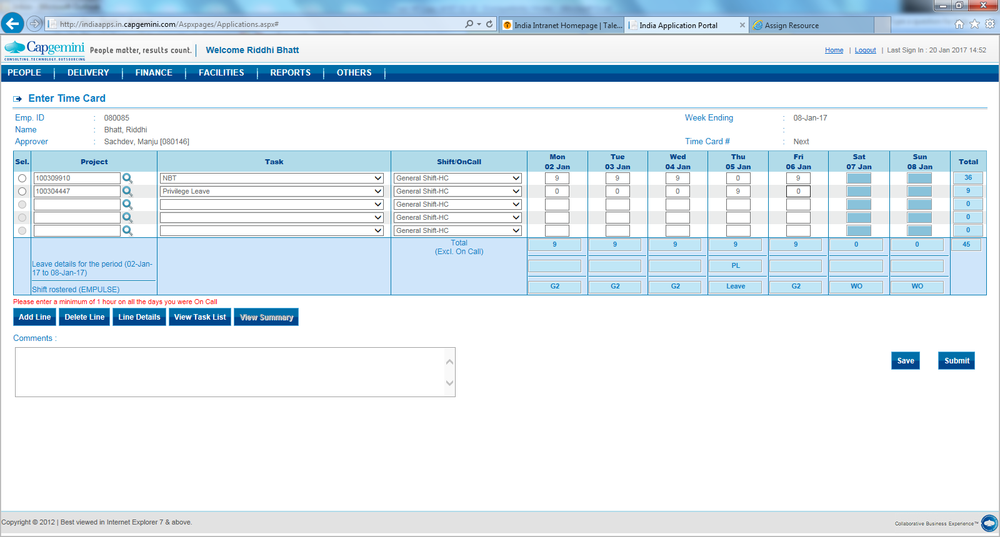 http://indiaapps.in.capgemini.com/Aspxpages/Applications.aspx#
India Intranet Homepage | Tale...
India Application Portal
Assign Resource
Capgemini
CONSULTING.TECHNOLOGY.OUTSOURCING
People matter, results count.
Welcome Riddhi Bhatt
Home | Logout | Last Sign In : 20 Jan 2017 14:52
PEOPLE DELIVERY FINANCE FACILITIES REPORTS OTHERS
Enter Time Card
Emp. ID : 080085 Week Ending : 08-Jan-17
Name : Bhatt, Riddhi :
Approver : Sachdev, Manju [080146] Time Card # : Next
Sel. Project Task Shift/OnCall Mon 02 Jan Tue 03 Jan Wed 04 Jan Thu 05 Jan Fri 06 Jan Sat 07 Jan Sun 08 Jan Total
100309910 NBT General Shift-HC 9 9 9 0 9 36
100304447 Privilege Leave General Shift-HC 0 0 0 9 0 9
General Shift-HC 0
General Shift-HC 0
General Shift-HC 0
Total (Excl. On Call) 9 9 9 9 9 0 0 45
Leave details for the period (02-Jan-17 to 08-Jan-17) PL
Shift rostered (EMPULSE) G2 G2 G2 Leave G2 WO WO
Please enter a minimum of 1 hour on all the days you were On Call
Add Line Delete Line Line Details View Task List View Summary
Comments :
Save Submit
Copyright © 2012 | Best viewed in Internet Explorer 7 & above.
Collaborative Business Experience™